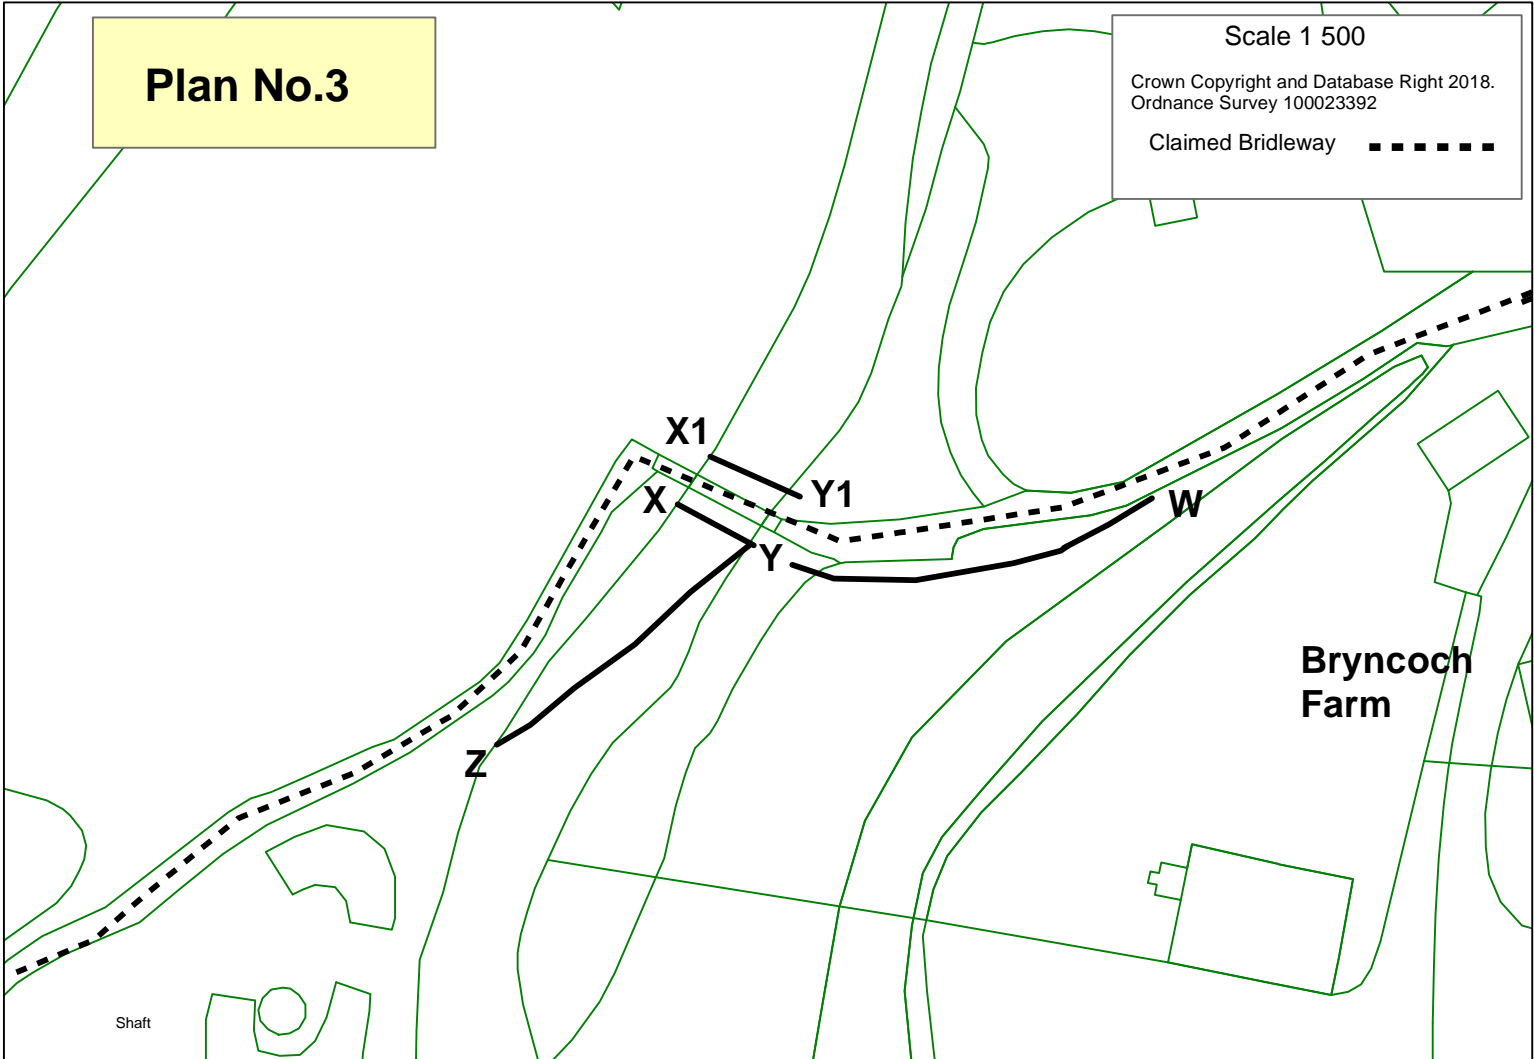 Plan No.3
Scale 1 500
Crown Copyright and Database Right 2018.
Ordnance Survey 100023392
Claimed Bridleway
X1
Y1
X
W
Y
Bryncoch
Farm
Z
Shaft